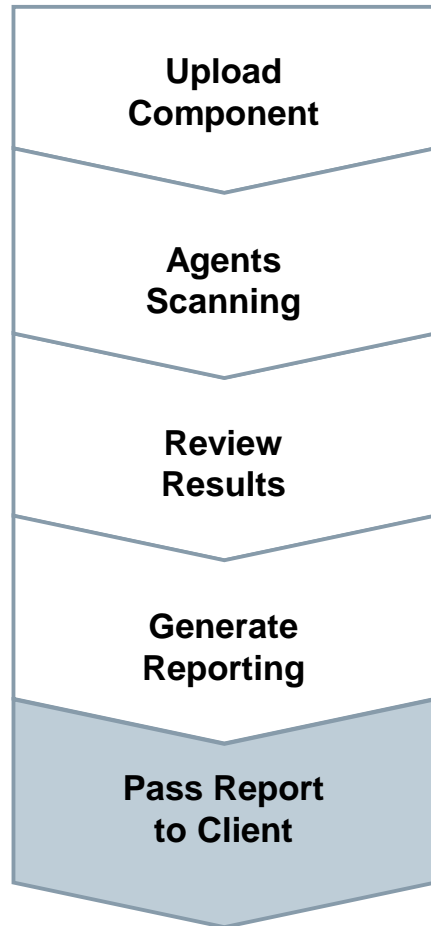 Upload
Component
Agents
Scanning
Review
Results
Generate
Reporting
Pass Report
to Client